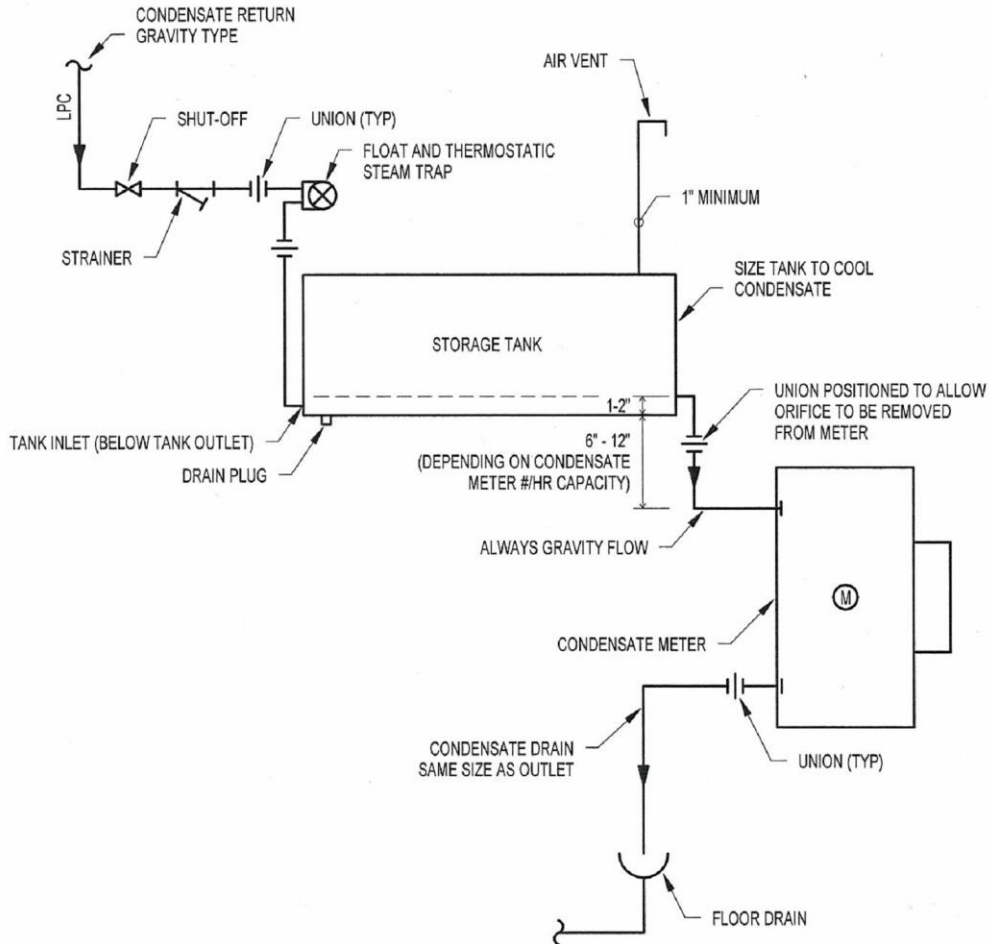 CONDENSATE RETURN
GRAVITY TYPE
LPC
SHUT-OFF
UNION (TYP)
FLOAT AND THERMOSTATIC
STEAM TRAP
STRAINER
AIR VENT
1" MINIMUM
SIZE TANK TO COOL
CONDENSATE
STORAGE TANK
1-2"
TANK INLET (BELOW TANK OUTLET)
DRAIN PLUG
6" - 12"
(DEPENDING ON CONDENSATE
METER #/HR CAPACITY)
UNION POSITIONED TO ALLOW
ORIFICE TO BE REMOVED
FROM METER
ALWAYS GRAVITY FLOW
M
CONDENSATE METER
CONDENSATE DRAIN
SAME SIZE AS OUTLET
UNION (TYP)
FLOOR DRAIN